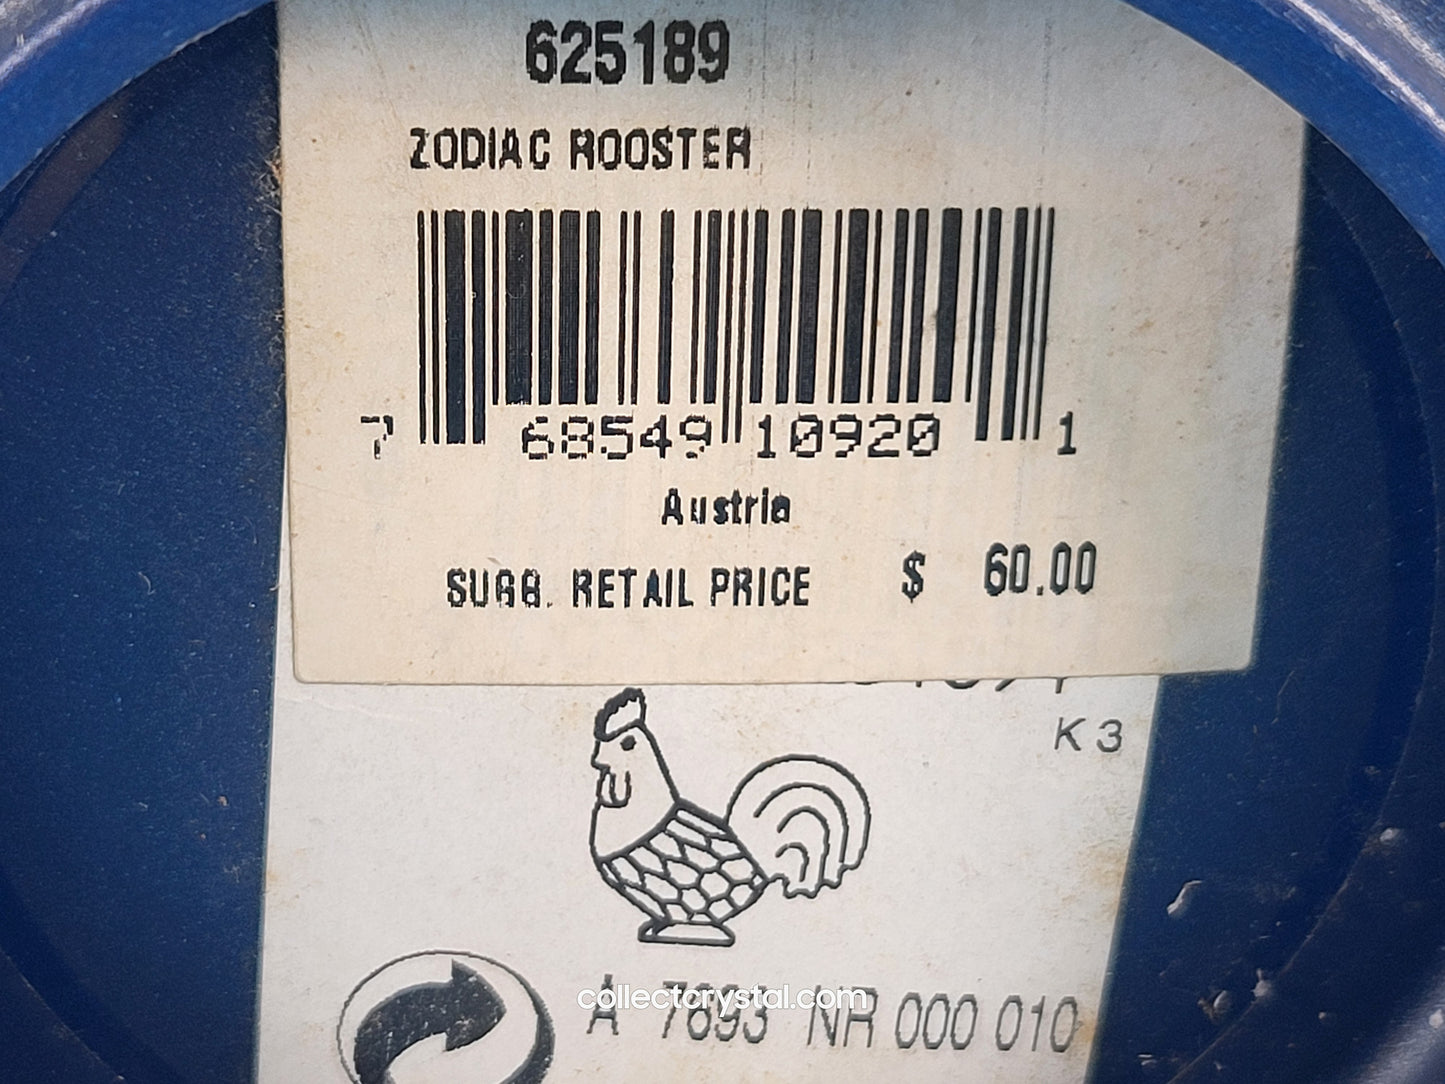 625189
ZODIAC ROOSTER
7 68549 10920 1
Austria
SUGG. RETAIL PRICE $ 60.00
K 3
A 7693 NR 000 010
collectcrystal.com